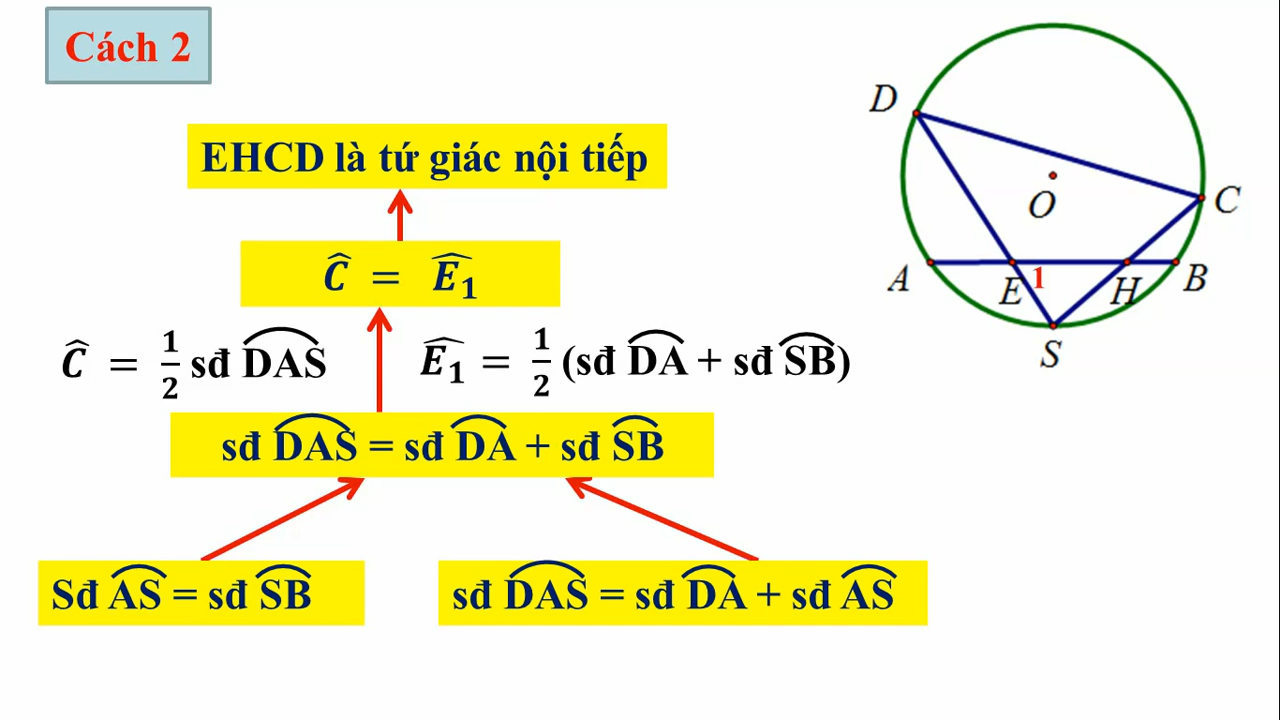 Cách 2
EHCD là tứ giác nội tiếp
Ĉ = Ê₁
Ĉ = 1/2 sđ DAS
Ê₁ = 1/2 (sđ DA + sđ SB)
sđ DAS = sđ DA + sđ SB
Sđ AS = sđ SB
sđ DAS = sđ DA + sđ AS
D
O
C
A
E
1
H
B
S